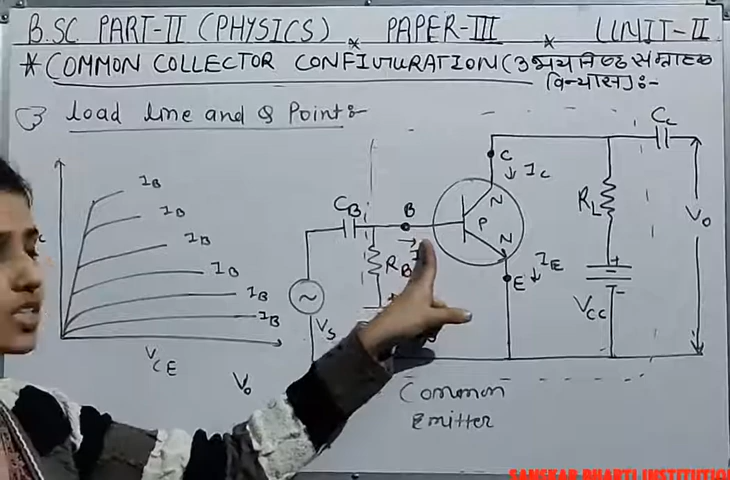 B.SC PART-II (PHYSICS) * PAPER-III * UNIT-II
* COMMON COLLECTOR CONFIGURATION (उभयनिष्ठ संग्राहक
विन्यास) :-
③ Load line and Q Point:-
IB
IB
IB
IB
IB
IB
VCE
Vo
CB
B
RB
VS
C
IC
N
P
N
IE
E
CC
RL
+
-
VCC
Vo
Common
Emitter
SANSKAR BHARTI INSTITUTION